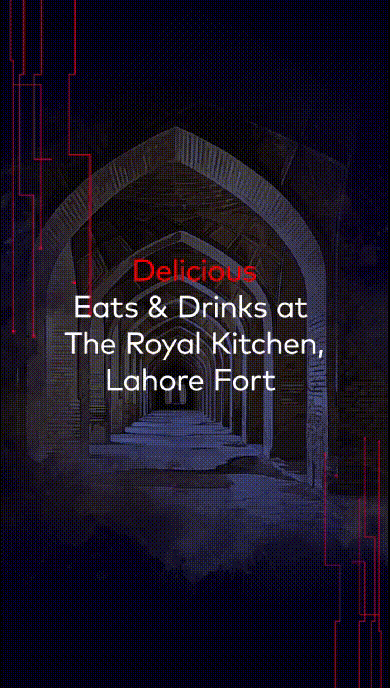 Delicious
Eats & Drinks at
The Royal Kitchen,
Lahore Fort